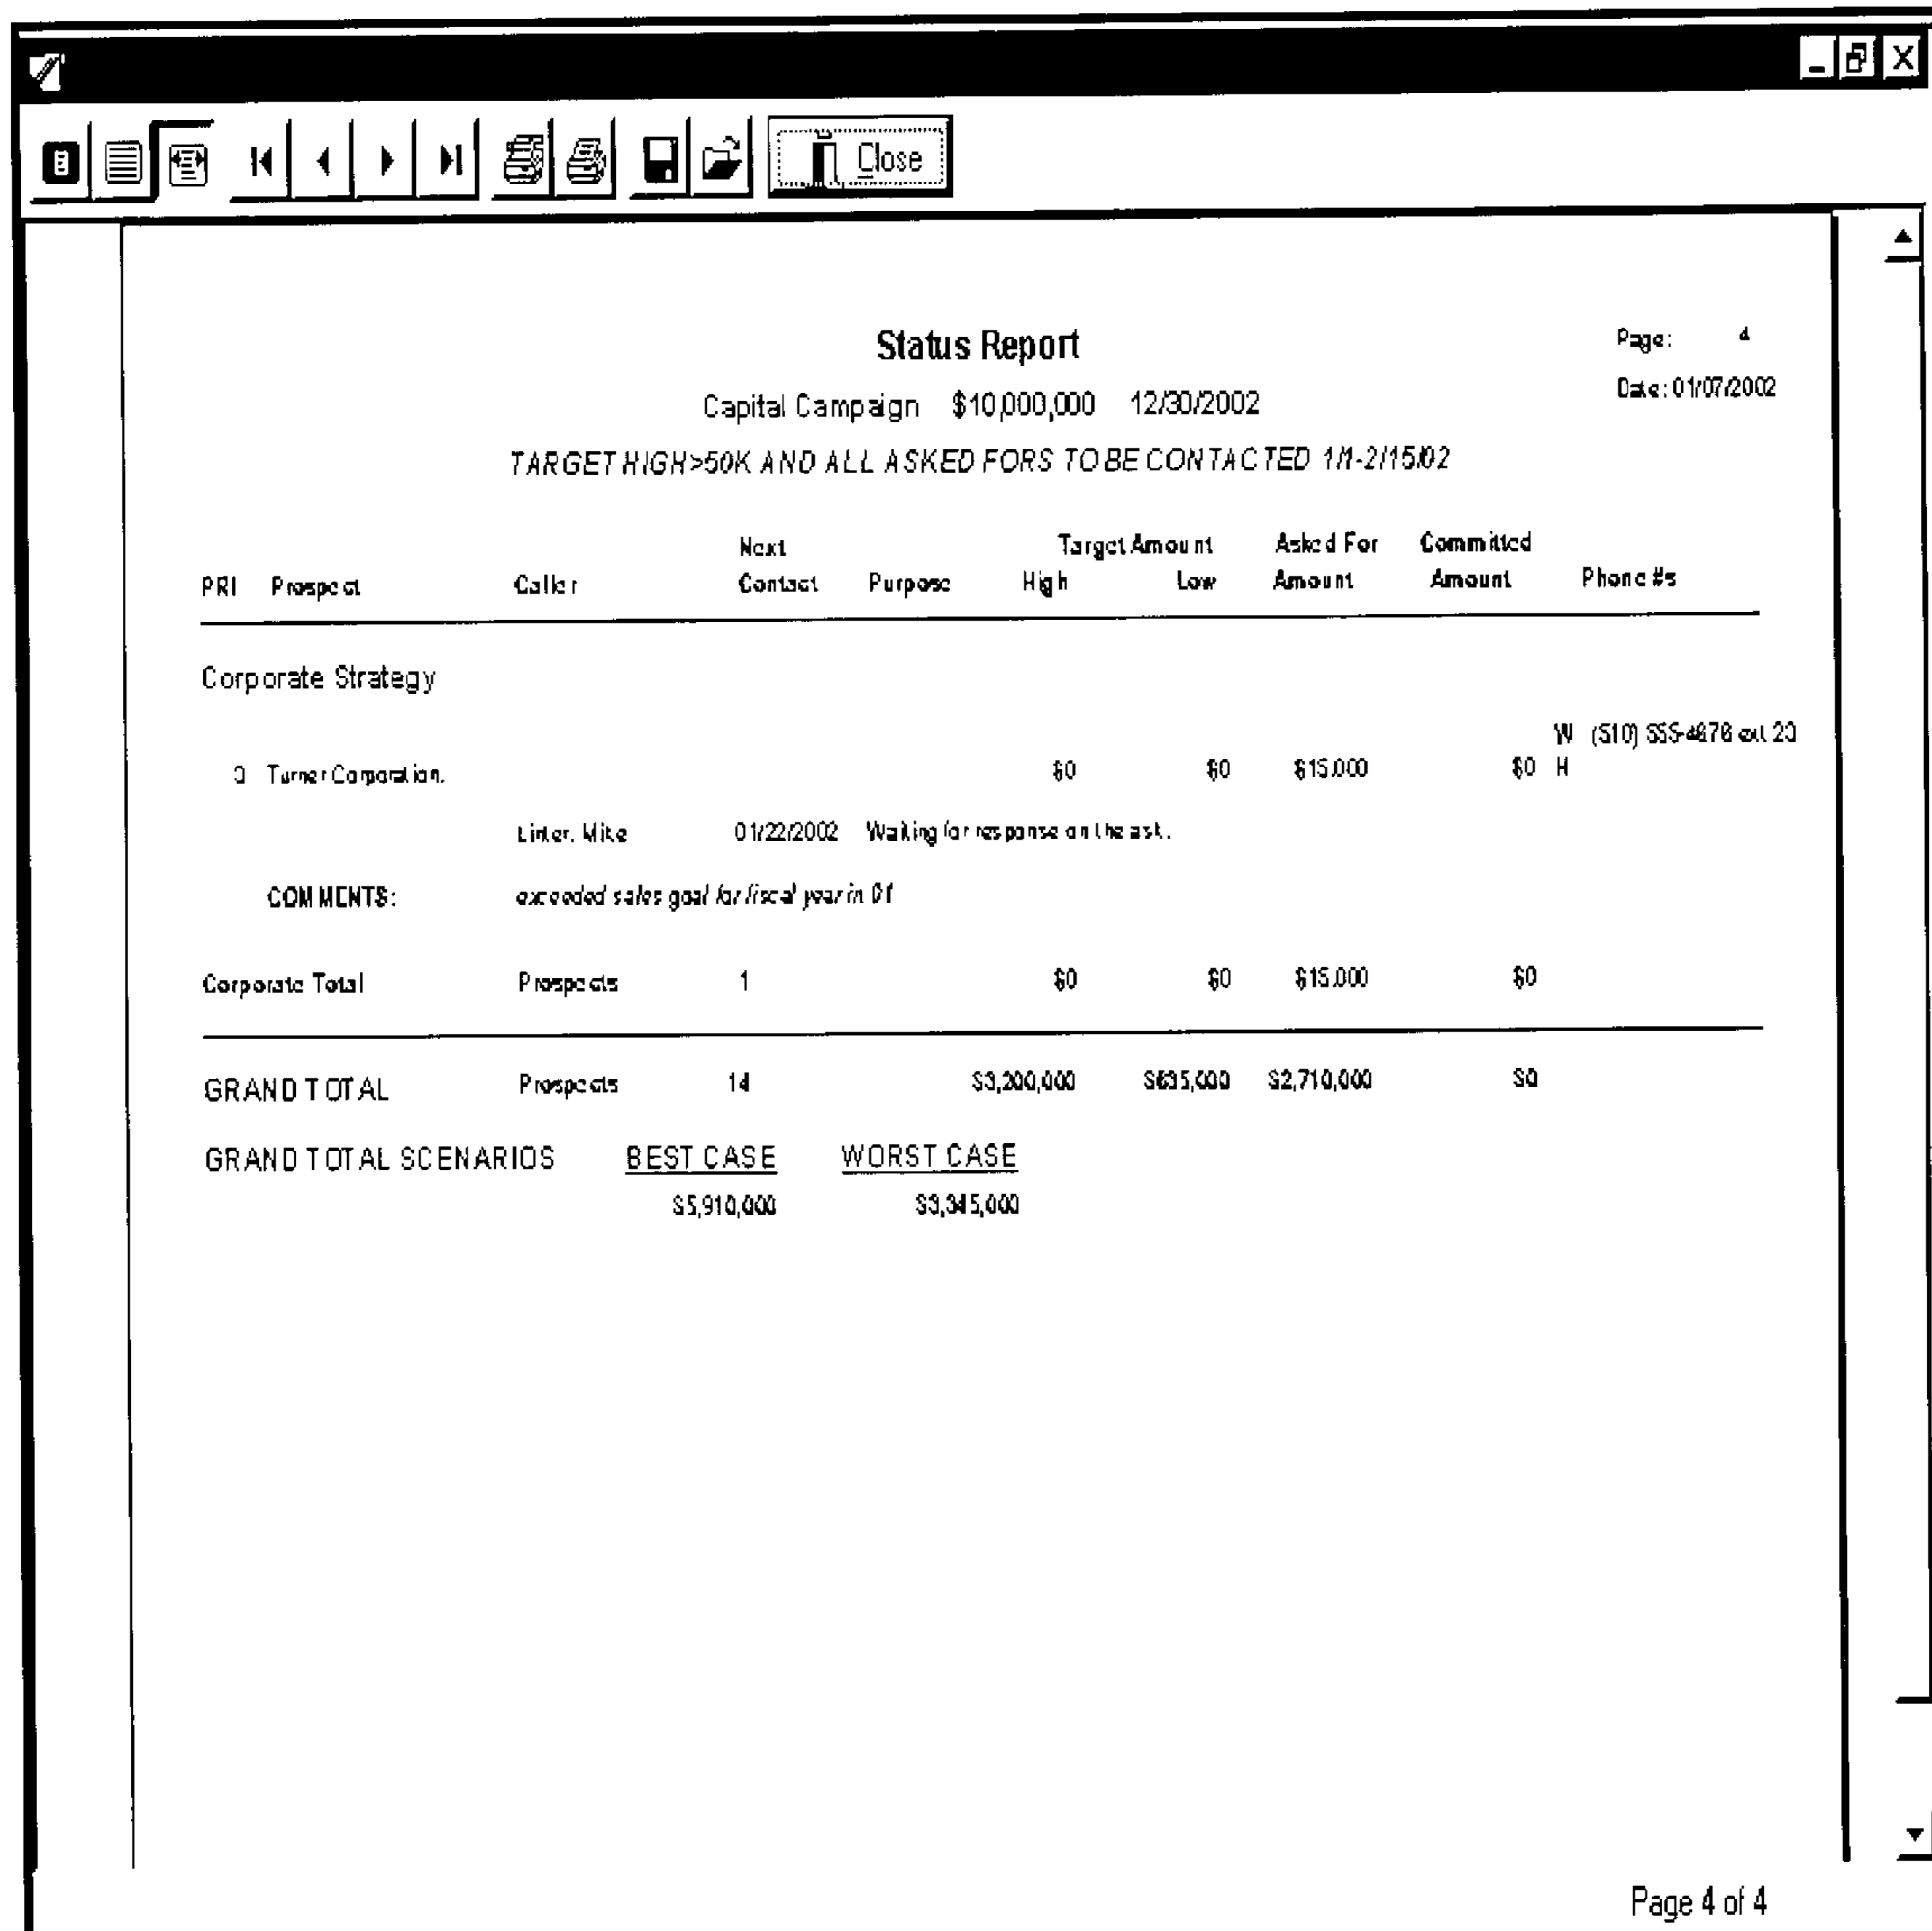 Close
Status Report
Page: 4
Capital Campaign $10,000,000 12/30/2002
Date: 01/07/2002
TARGET HIGH>50K AND ALL ASKED FORS TO BE CONTACTED 1/1-2/15/02
Next Target Amount Asked For Committed
PRI Prospect Caller Contact Purpose High Low Amount Amount Phone #s
Corporate Strategy
W (510) 555-4678 ext. 20
Turner Corporation. $0 $0 $15,000 $0 H
Mike 01/22/2002 Waiting for response on the ask.
COMMENTS: exceeded sales goal for fiscal year in 01
Corporate Total Prospects 1 $0 $0 $15,000 $0
GRAND TOTAL Prospects 14 $3,200,000 $635,000 $2,710,000 $0
GRAND TOTAL SCENARIOS BEST CASE WORST CASE
$5,910,000 $3,345,000
Page 4 of 4